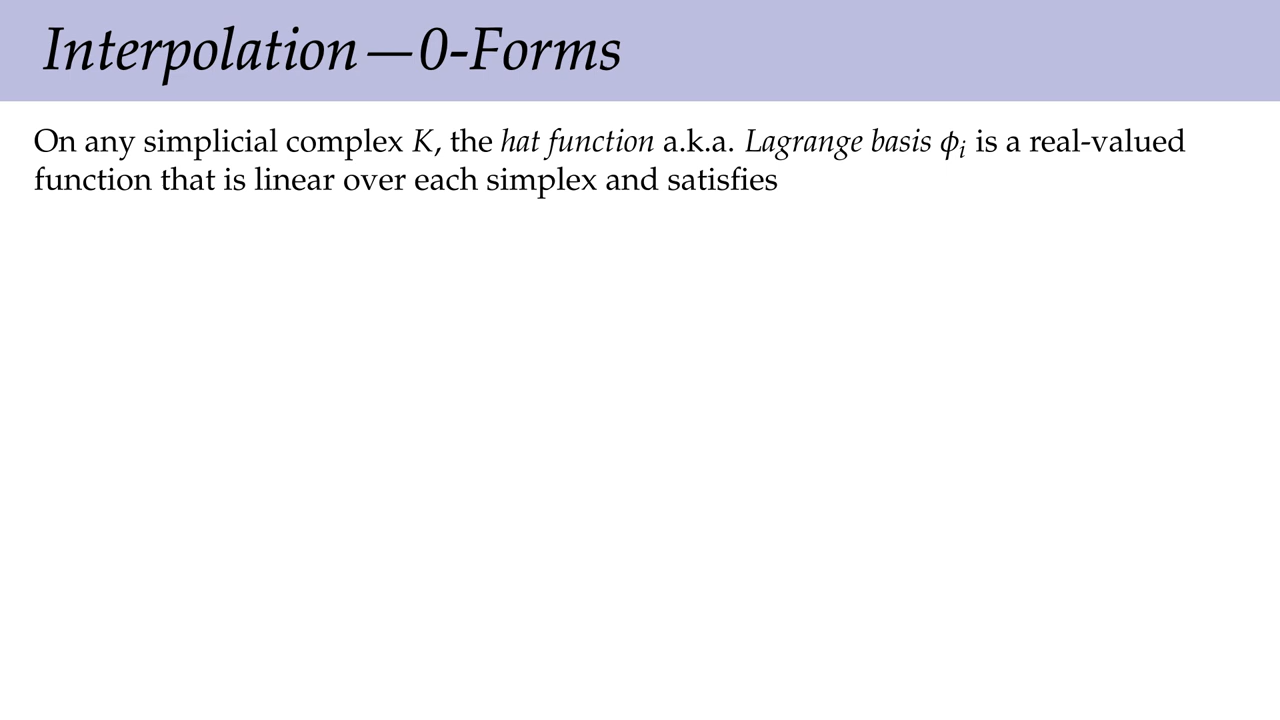 Interpolation—0-Forms
On any simplicial complex K, the hat function a.k.a. Lagrange basis ϕᵢ is a real-valued
function that is linear over each simplex and satisfies